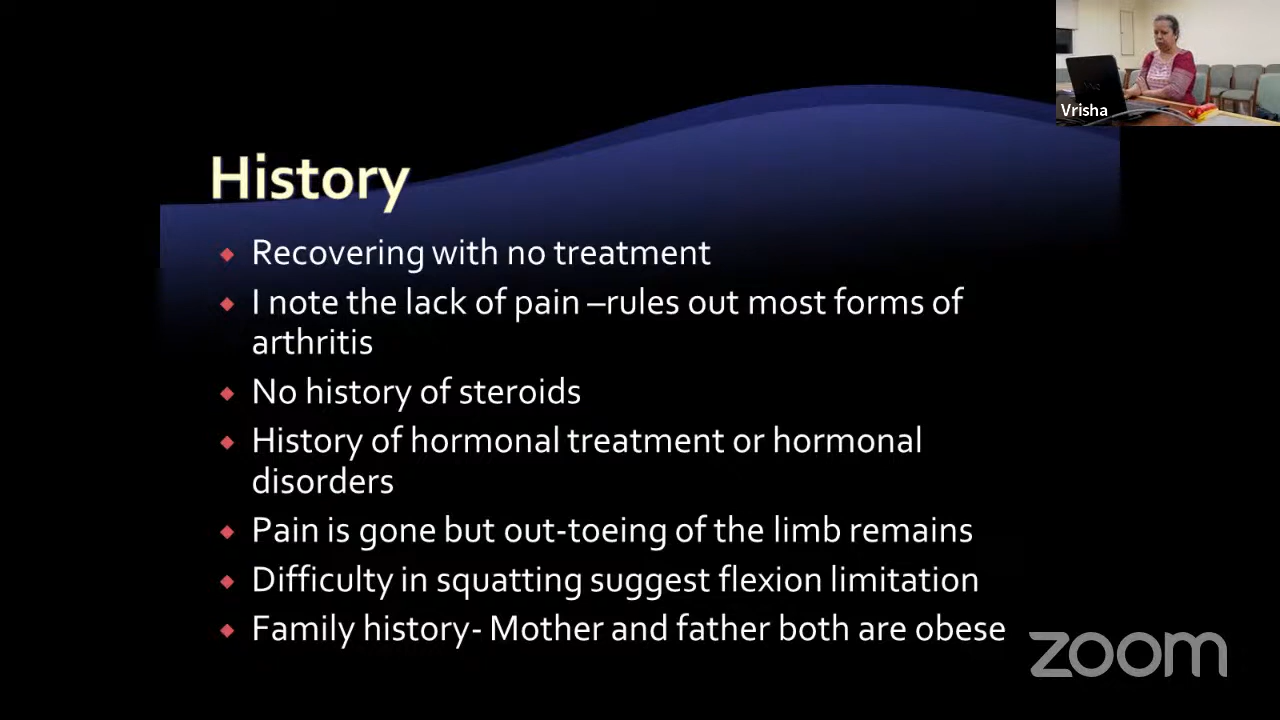 Vrisha
History
Recovering with no treatment
I note the lack of pain –rules out most forms of
arthritis
No history of steroids
History of hormonal treatment or hormonal
disorders
Pain is gone but out-toeing of the limb remains
Difficulty in squatting suggest flexion limitation
Family history- Mother and father both are obese
zoom